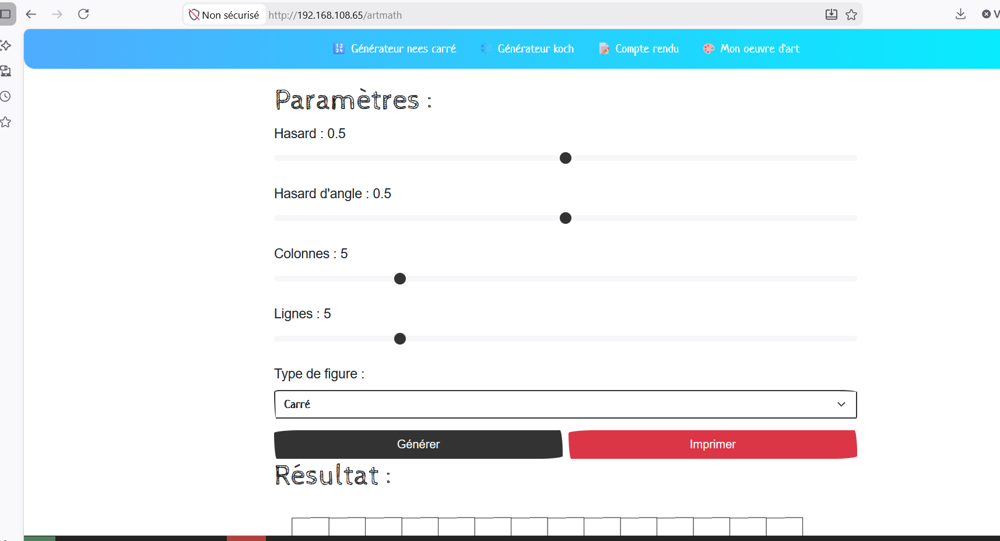 Non sécurisé http://192.168.108.65/artmath
Générateur nees carré Générateur koch Compte rendu Mon oeuvre d'art
Paramètres :
Hasard : 0.5
Hasard d'angle : 0.5
Colonnes : 5
Lignes : 5
Type de figure :
Carré
Générer Imprimer
Résultat :